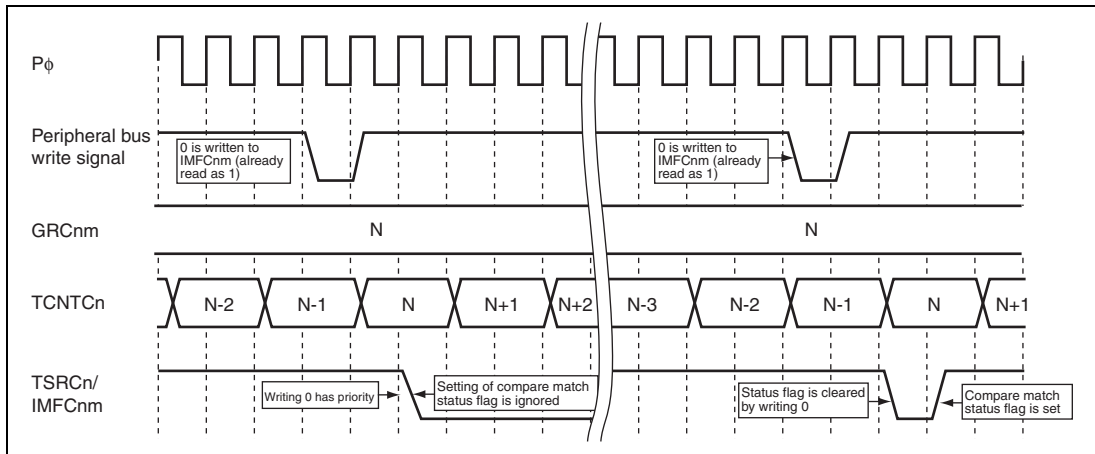 Pϕ
Peripheral bus
write signal
0 is written to
IMFCnm (already
read as 1)
0 is written to
IMFCnm (already
read as 1)
GRCnm
N
N
TCNTCn
N-2
N-1
N
N+1
N+2
N-3
N-2
N-1
N
N+1
TSRCn/
IMFCnm
Writing 0 has priority
Setting of compare match
status flag is ignored
Status flag is cleared
by writing 0
Compare match
status flag is set